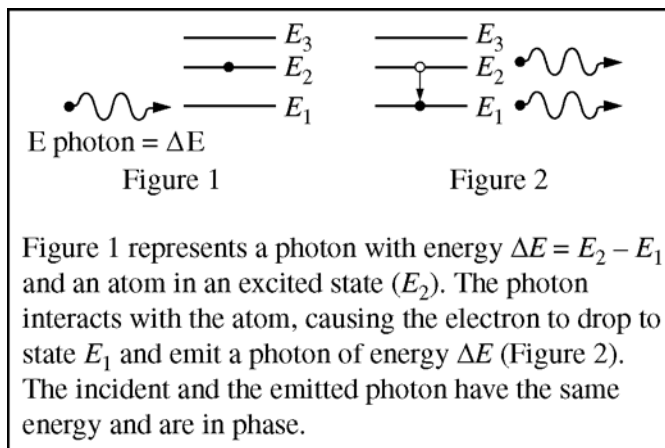 E₃ E₃
E₂ E₂
E₁ E₁
E photon = ΔE
Figure 1 Figure 2
Figure 1 represents a photon with energy ΔE = E₂ – E₁
and an atom in an excited state (E₂). The photon
interacts with the atom, causing the electron to drop to
state E₁ and emit a photon of energy ΔE (Figure 2).
The incident and the emitted photon have the same
energy and are in phase.